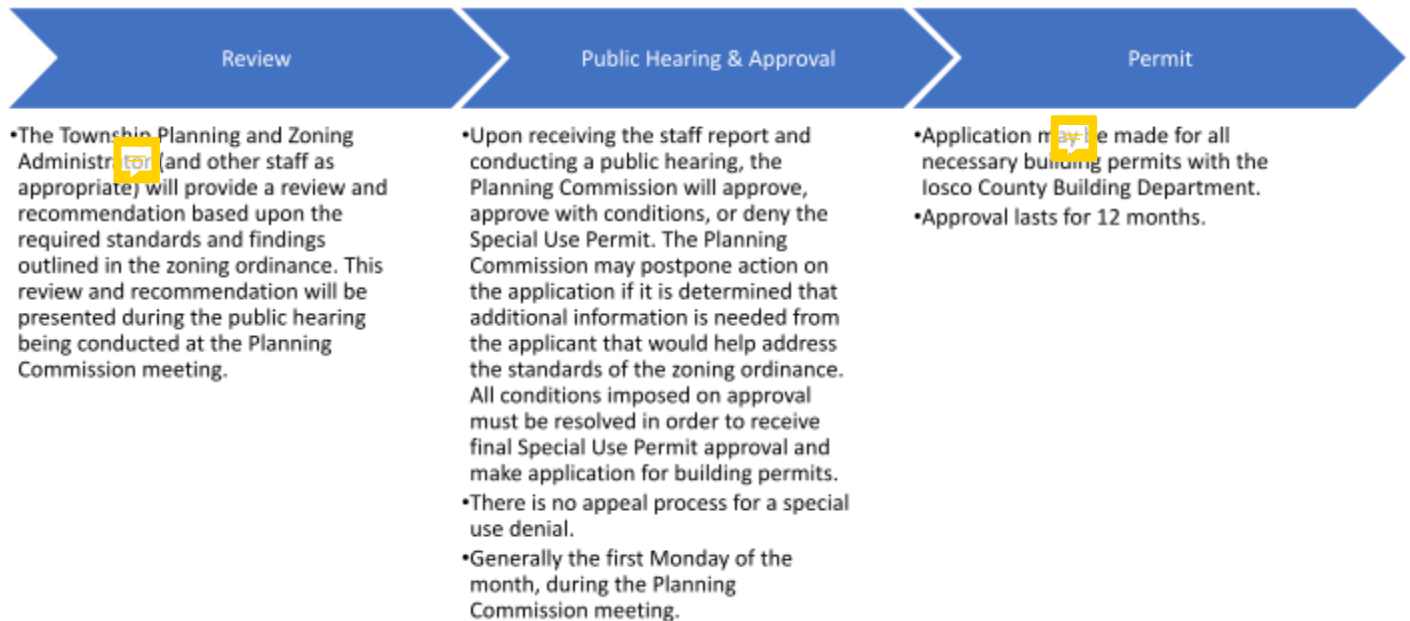 Review
Public Hearing & Approval
Permit
•The Township Planning and Zoning
Administrator (and other staff as
appropriate) will provide a review and
recommendation based upon the
required standards and findings
outlined in the zoning ordinance. This
review and recommendation will be
presented during the public hearing
being conducted at the Planning
Commission meeting.
•Upon receiving the staff report and
conducting a public hearing, the
Planning Commission will approve,
approve with conditions, or deny the
Special Use Permit. The Planning
Commission may postpone action on
the application if it is determined that
additional information is needed from
the applicant that would help address
the standards of the zoning ordinance.
All conditions imposed on approval
must be resolved in order to receive
final Special Use Permit approval and
make application for building permits.
•There is no appeal process for a special
use denial.
•Generally the first Monday of the
month, during the Planning
Commission meeting.
•Application may be made for all
necessary building permits with the
Iosco County Building Department.
•Approval lasts for 12 months.